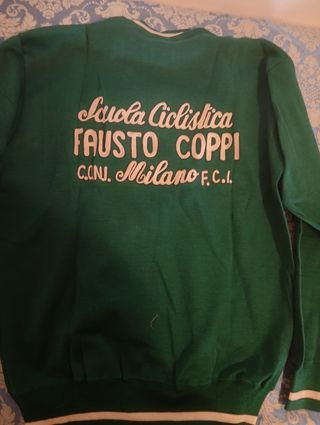 Scuola Ciclistica
FAUSTO COPPI
C.O.N.I. Milano F.C.I.